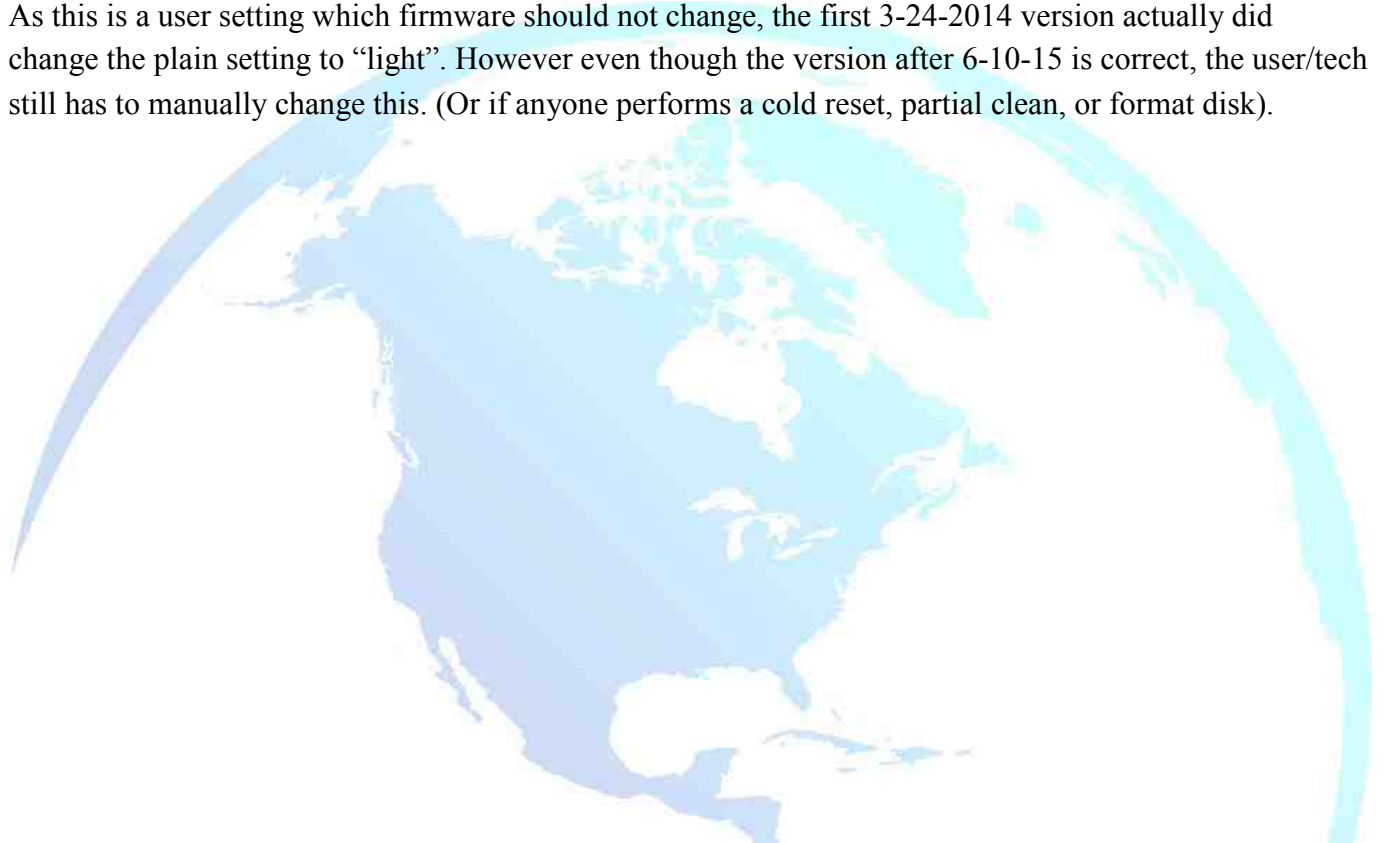 As this is a user setting which firmware should not change, the first 3-24-2014 version actually did
change the plain setting to “light”. However even though the version after 6-10-15 is correct, the user/tech
still has to manually change this. (Or if anyone performs a cold reset, partial clean, or format disk).